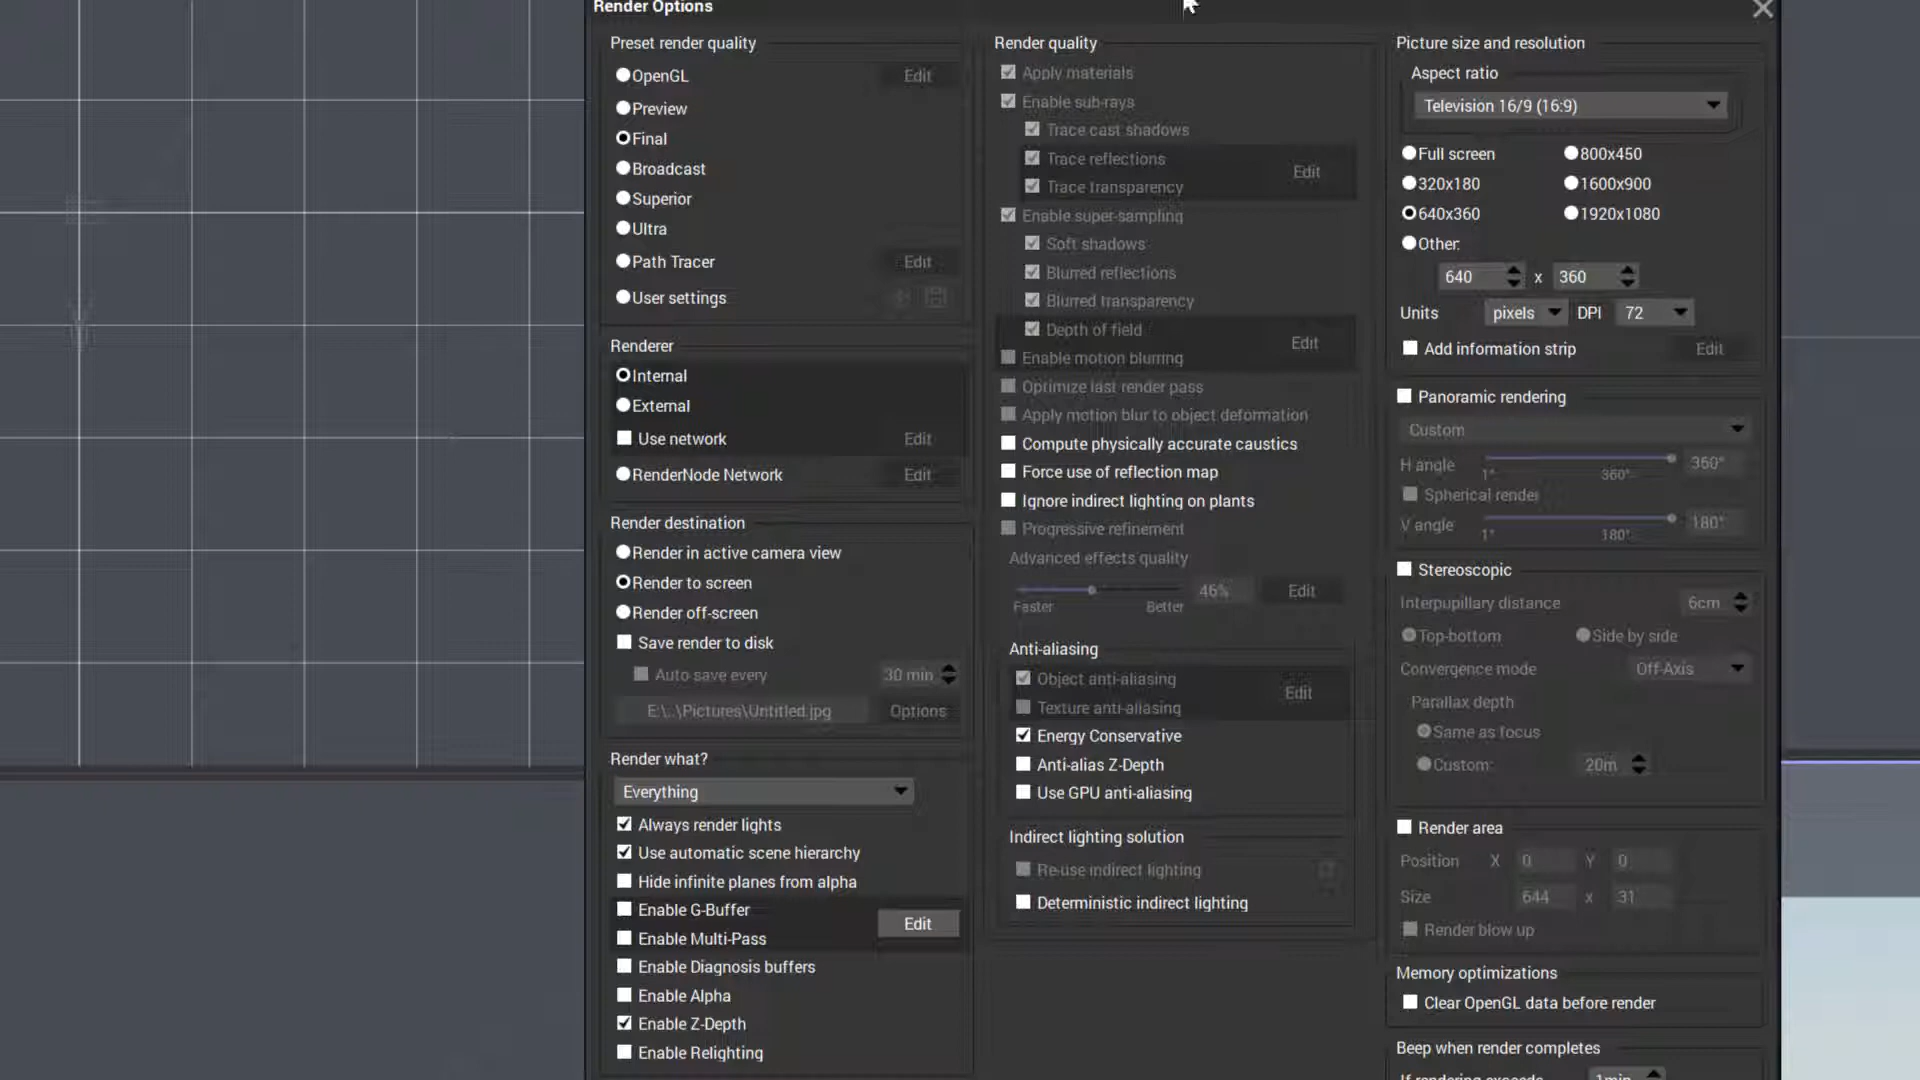 Render Options
Preset render quality
OpenGL
Edit
Preview
Final
Broadcast
Superior
Ultra
Path Tracer
Edit
User settings
Renderer
Internal
External
Use network
Edit
RenderNode Network
Edit
Render destination
Render in active camera view
Render to screen
Render off-screen
Save render to disk
Auto save every
30 min
E:\..\Pictures\Untitled.jpg
Options
Render what?
Everything
Always render lights
Use automatic scene hierarchy
Hide infinite planes from alpha
Enable G-Buffer
Edit
Enable Multi-Pass
Enable Diagnosis buffers
Enable Alpha
Enable Z-Depth
Enable Relighting
Render quality
Apply materials
Enable sub-rays
Trace cast shadows
Trace reflections
Edit
Trace transparency
Enable super-sampling
Soft shadows
Blurred reflections
Blurred transparency
Depth of field
Edit
Enable motion blurring
Optimize last render pass
Apply motion blur to object deformation
Compute physically accurate caustics
Force use of reflection map
Ignore indirect lighting on plants
Progressive refinement
Advanced effects quality
46%
Edit
Faster
Better
Anti-aliasing
Object anti-aliasing
Edit
Texture anti-aliasing
Energy Conservative
Anti-alias Z-Depth
Use GPU anti-aliasing
Indirect lighting solution
Re-use indirect lighting
Deterministic indirect lighting
Picture size and resolution
Aspect ratio
Television 16/9 (16:9)
Full screen
800x450
320x180
1600x900
640x360
1920x1080
Other:
640 x 360
Units pixels DPI 72
Add information strip
Edit
Panoramic rendering
Custom
H angle
1°
360°
360°
Spherical render
V angle
1°
180°
180°
Stereoscopic
Interpupillary distance
6cm
Top-bottom
Side by side
Convergence mode
Off-Axis
Parallax depth
Same as focus
Custom:
20m
Render area
Position X 0 Y 0
Size 644 x 31
Render blow up
Memory optimizations
Clear OpenGL data before render
Beep when render completes
If rendering exceeds 1min